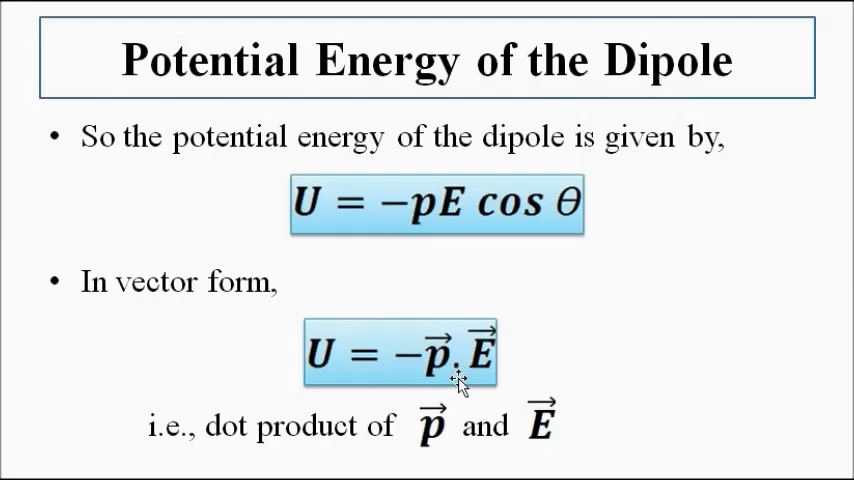 Potential Energy of the Dipole
• So the potential energy of the dipole is given by,
U = −pE cos θ
• In vector form,
U = −p⃗.E⃗
i.e., dot product of p⃗ and E⃗